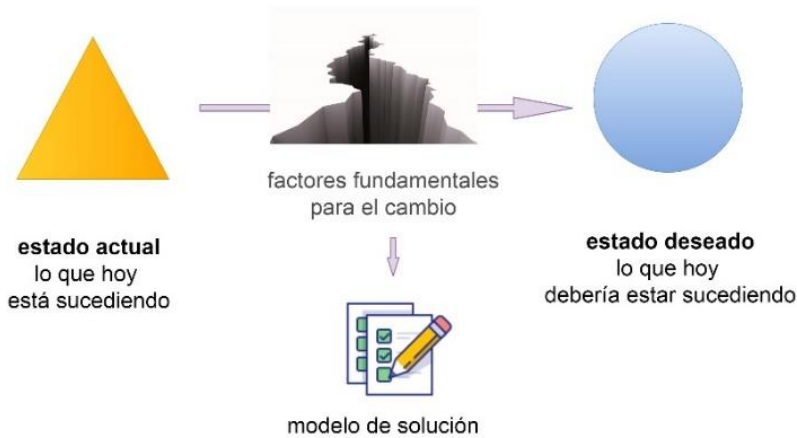 factores fundamentales
para el cambio
estado actual
lo que hoy
está sucediendo
estado deseado
lo que hoy
debería estar sucediendo
modelo de solución